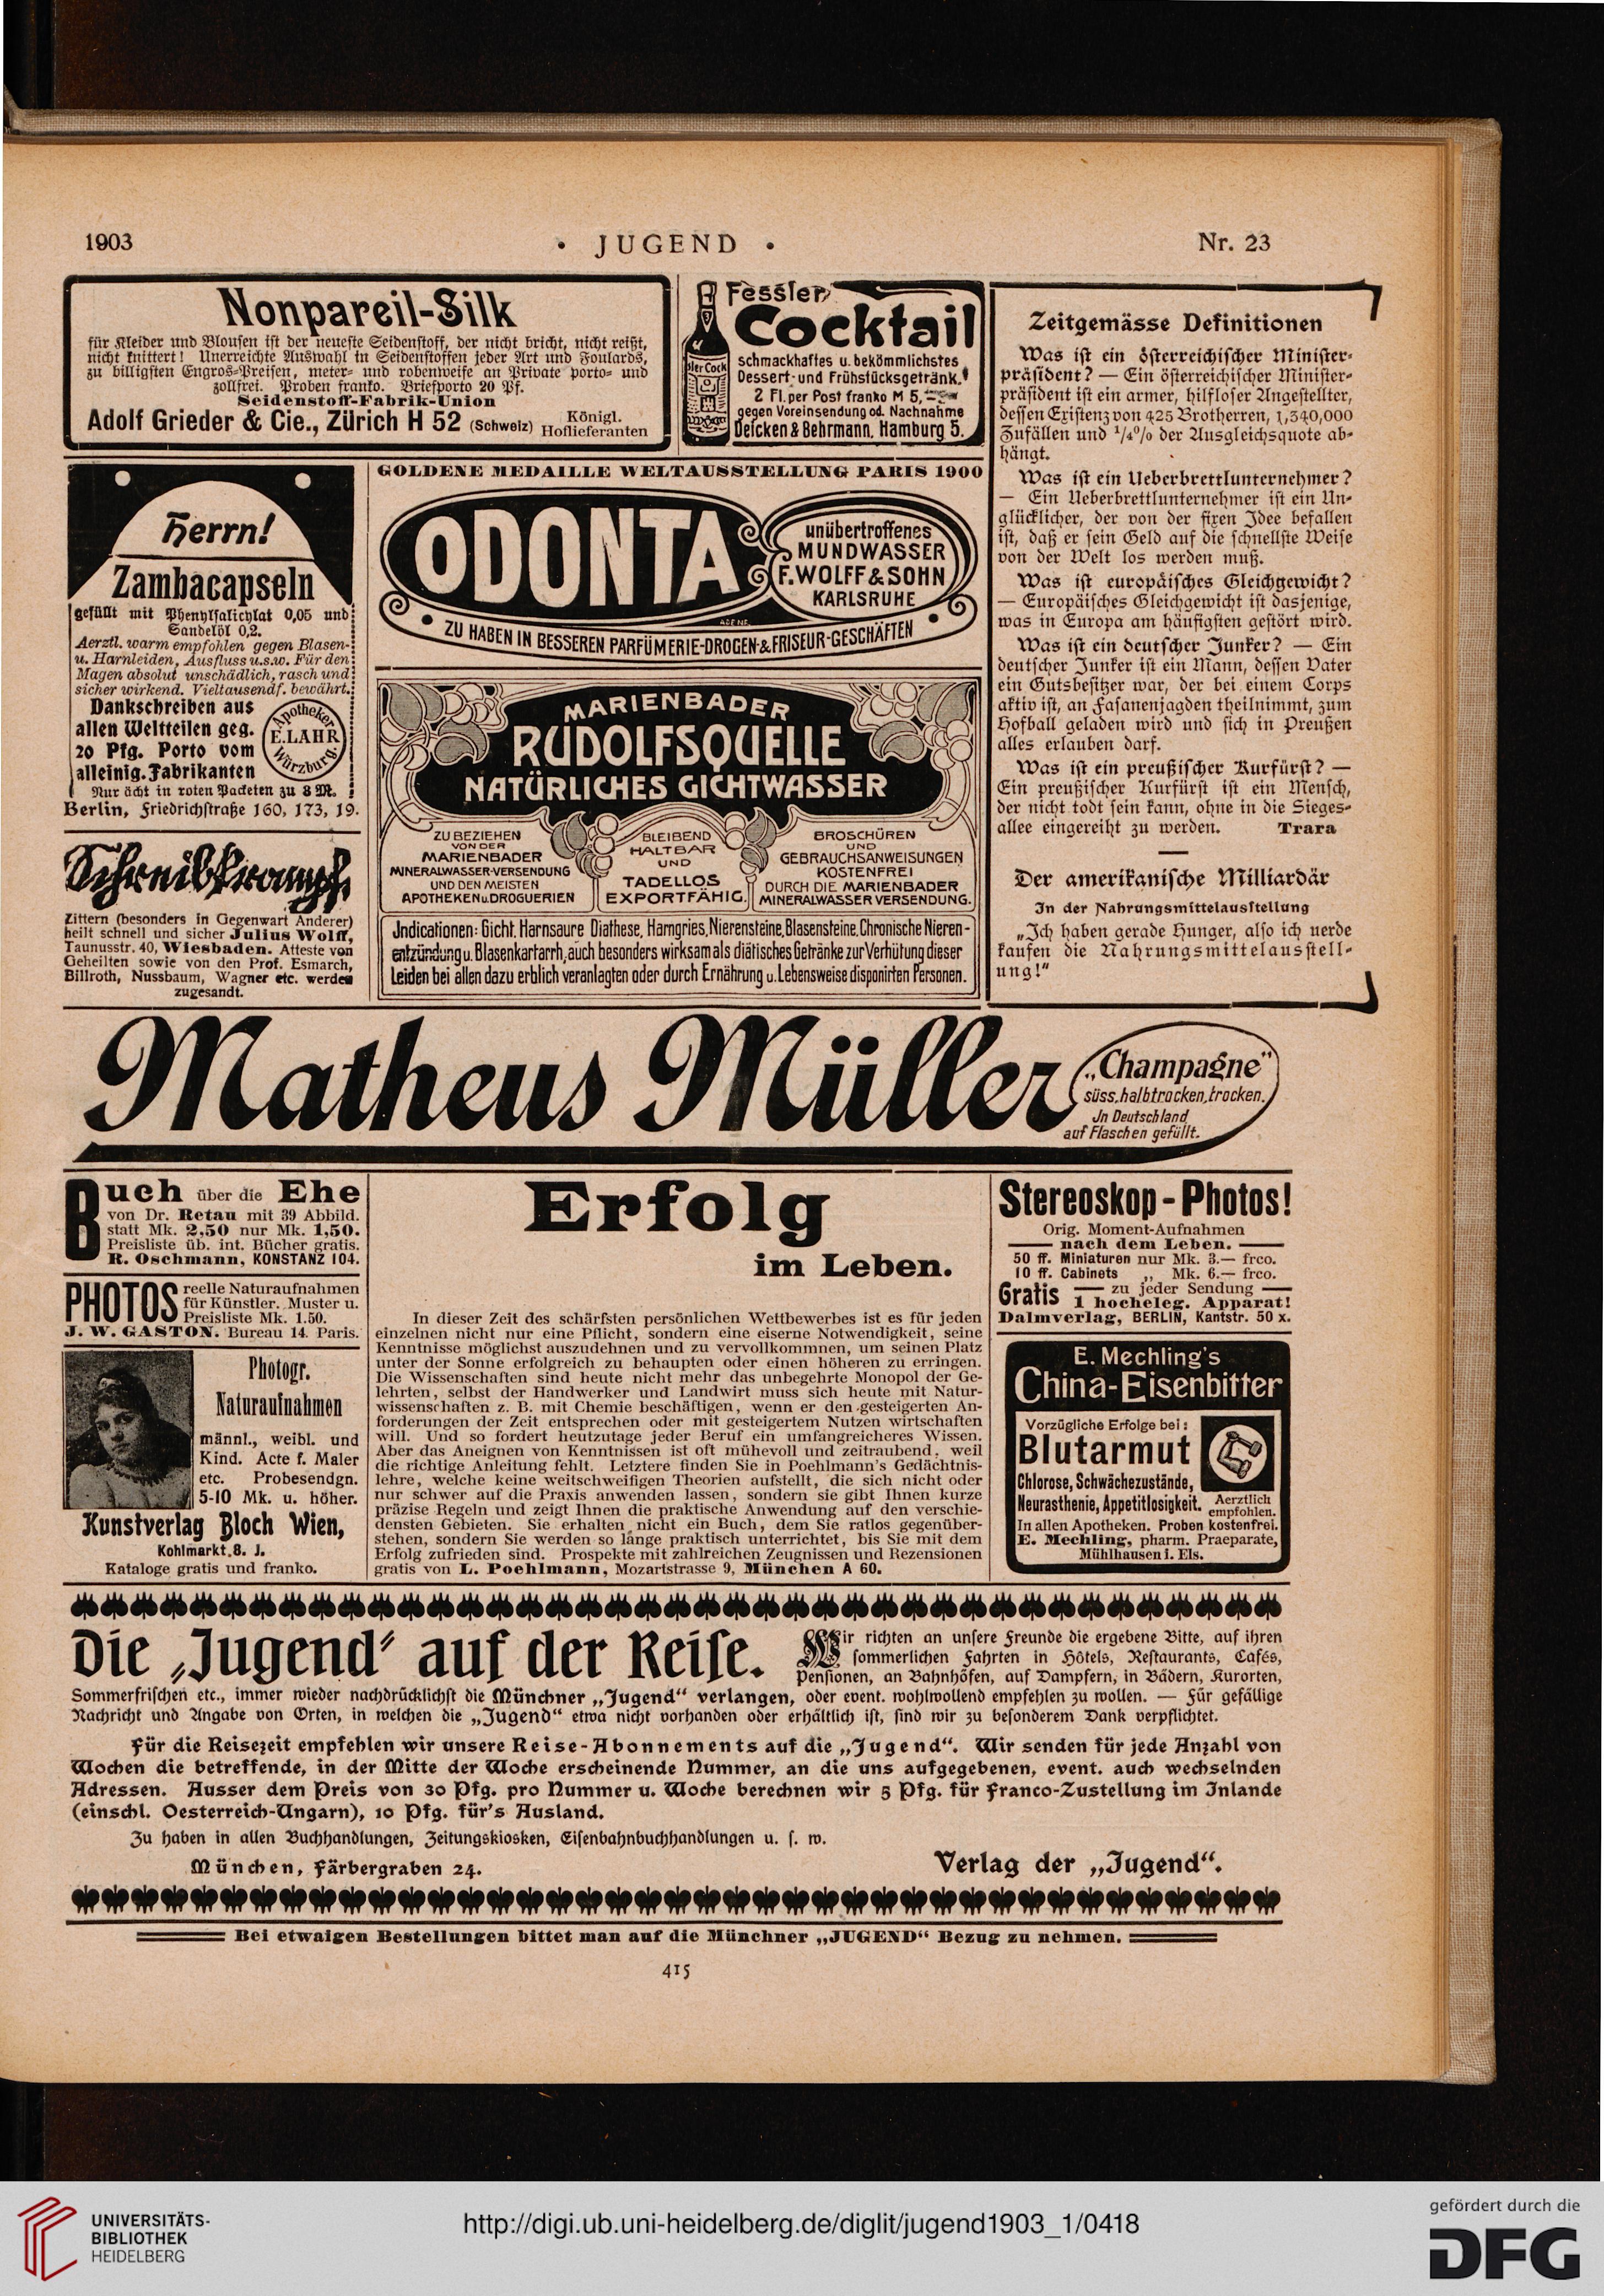 1903
• JUGEND •
Nr. 23
Nonpareil-Silk
für Kleider und Blousen ist der neueste Seidenstoff, der nicht bricht, nicht reißt,
nicht knittert! Unerreichte Auswahl in Seidenstoffen jeder Art und Foulards,
zu billigsten Engros-Preisen, meter- und robenweise an Private porto- und
zollfrei. Proben franko. Briefporto 20 Pf.
Seidenstoff-Fabrik-Union
Adolf Grieder & Cie., Zürich H 52 (Schweiz) Königl. Hoflieferanten
Fessler
Cocktail
schmackhaftes u. bekömmlichstes
Dessert- und Frühstücksgetränk.
2 Fl. per Post franko M 5,
gegen Voreinsendung od. Nachnahme
Deicken & Behrmann, Hamburg 5.
Herrn!
Zambacapseln
gefüllt mit Phenylsalicylat 0,05 und
Sandelöl 0,2.
Aerztl. warm empfohlen gegen Blasen-
u. Harnleiden, Ausfluss u.s.w. Für den
Magen absolut unschädlich, rasch und
sicher wirkend. Vieltausendf. bewährt.
Dankschreiben aus
allen Weltteilen geg.
20 Pfg. Porto vom
alleinig. Fabrikanten
Apotheker
E. LAHR
Würzburg.
Nur ächt in roten Packeten zu 3 M.
Berlin, Friedrichstraße 160, 173, 19.
Schreibkrampf,
Zittern (besonders in Gegenwart Anderer)
heilt schnell und sicher Julius Wolff,
Taunusstr. 40, Wiesbaden. Atteste von
Geheilten sowie von den Prof. Esmarch,
Billroth, Nussbaum, Wagner etc. werden
zugesandt.
GOLDENE MEDAILLE WELTAUSSTELLUNG PARIS 1900
ODONTA
unübertroffenes
MUNDWASSER
F. WOLFF & SOHN
KARLSRUHE
• ZU HABEN IN BESSEREN PARFÜMERIE-DROGEN-& FRISEUR-GESCHÄFTEN •
MARIENBADER
RUDOLFSQUELLE
NATÜRLICHES GICHTWASSER
ZU BEZIEHEN
VON DER
MARIENBADER
MINERALWASSER-VERSENDUNG
UND DEN MEISTEN
APOTHEKEN u. DROGUERIEN
BLEIBEND
HALTBAR
UND
TADELLOS
EXPORTFÄHIG.
BROSCHÜREN
UND
GEBRAUCHSANWEISUNGEN
KOSTENFREI
DURCH DIE MARIENBADER
MINERALWASSER VERSENDUNG.
Jndicationen: Gicht, Harnsaure Diathese, Harngries, Nierensteine, Blasensteine, Chronische Nieren-
entzündung u. Blasenkartarrh, auch besonders wirksam als diätisches Getränke zur Verhütung dieser
Leiden bei allen dazu erblich veranlagten oder durch Ernährung u. Lebensweise disponirten Personen.
Zeitgemässe Definitionen
Was ist ein österreichischer Minister-
präsident? — Ein österreichischer Minister-
präsident ist ein armer, hilfloser Angestellter,
dessen Existenz von 425 Brotherren, 1,340,000
Zufällen und 1/4% der Ausgleichsquote ab-
hängt.
Was ist ein Ueberbrettlunternehmer?
— Ein Ueberbrettlunternehmer ist ein Un-
glücklicher, der von der fixen Idee befallen
ist, daß er sein Geld auf die schnellste Weise
von der Welt los werden muß.
Was ist europäisches Gleichgewicht?
— Europäisches Gleichgewicht ist dasjenige,
was in Europa am häufigsten gestört wird.
Was ist ein deutscher Junker? — Ein
deutscher Junker ist ein Mann, dessen Vater
ein Gutsbesitzer war, der bei einem Corps
aktiv ist, an Fasanenjagden theilnimmt, zum
Hofball geladen wird und sich in Preußen
alles erlauben darf.
Was ist ein preußischer Kurfürst? —
Ein preußischer Kurfürst ist ein Mensch,
der nicht todt sein kann, ohne in die Sieges-
allee eingereiht zu werden. Trara
Der amerikanische Milliardär
In der Nahrungsmittelausstellung
„Ich haben gerade Hunger, also ich werde
kaufen die Nahrungsmittelausstell-
ung!“
Matheus Müller
„Champagne“
süss, halbtrocken, trocken.
Jn Deutschland
auf Flaschen gefüllt.
Buch über die Ehe
von Dr. Retau mit 39 Abbild.
statt Mk. 2,50 nur Mk. 1,50.
Preisliste üb. int. Bücher gratis.
R. Oschmann, KONSTANZ 104.
PHOTOS reelle Naturaufnahmen
für Künstler. Muster u.
Preisliste Mk. 1.50.
J. W. GASTON. Bureau 14. Paris.
Photogr.
Naturaufnahmen
männl., weibl. und
Kind. Acte f. Maler
etc. Probesendgn.
5-10 Mk. u. höher.
Kunstverlag Bloch Wien,
Kohlmarkt. 8. J.
Kataloge gratis und franko.
Erfolg
im Leben.
In dieser Zeit des schärfsten persönlichen Wettbewerbes ist es für jeden
einzelnen nicht nur eine Pflicht, sondern eine eiserne Notwendigkeit, seine
Kenntnisse möglichst auszudehnen und zu vervollkommnen, um seinen Platz
unter der Sonne erfolgreich zu behaupten oder einen höheren zu erringen.
Die Wissenschaften sind heute nicht mehr das unbegehrte Monopol der Ge-
lehrten, selbst der Handwerker und Landwirt muss sich heute mit Natur-
wissenschaften z. B. mit Chemie beschäftigen, wenn er den gesteigerten An-
forderungen der Zeit entsprechen oder mit gesteigertem Nutzen wirtschaften
will. Und so fordert heutzutage jeder Beruf ein umfangreicheres Wissen.
Aber das Aneignen von Kenntnissen ist oft mühevoll und zeitraubend, weil
die richtige Anleitung fehlt. Letztere finden Sie in Poehlmann's Gedächtnis-
lehre, welche keine weitschweifigen Theorien aufstellt, die sich nicht oder
nur schwer auf die Praxis anwenden lassen, sondern sie gibt Ihnen kurze
präzise Regeln und zeigt Ihnen die praktische Anwendung auf den verschie-
densten Gebieten. Sie erhalten nicht ein Buch, dem Sie ratlos gegenüber-
stehen, sondern Sie werden so lange praktisch unterrichtet, bis Sie mit dem
Erfolg zufrieden sind. Prospekte mit zahlreichen Zeugnissen und Rezensionen
gratis von L. Poehlmann, Mozartstrasse 9, München A 60.
Stereoskop-Photos!
Orig. Moment-Aufnahmen
nach dem Leben.
50 ff. Miniaturen nur Mk. 3.— frco.
10 ff. Cabinets „ Mk. 6.— frco.
Gratis zu jeder Sendung
1 hocheleg. Apparat!
Dalmverlag, BERLIN, Kantstr. 50 x.
E. Mechling's
China-Eisenbitter
Vorzügliche Erfolge bei:
Blutarmut
Chlorose, Schwächezustände,
Neurasthenie, Appetitlosigkeit. Aerztlich empfohlen.
In allen Apotheken. Proben kostenfrei.
E. Mechling, pharm. Praeparate,
Mühlhausen i. Els.
Die „Jugend“ auf der Reise.
Wir richten an unsere Freunde die ergebene Bitte, auf ihren
sommerlichen Fahrten in Hôtels, Restaurants, Cafés,
Pensionen, an Bahnhöfen, auf Dampfern, in Bädern, Kurorten,
Sommerfrischen etc., immer wieder nachdrücklichst die Münchner „Jugend“ verlangen, oder event. wohlwollend empfehlen zu wollen. — Für gefällige
Nachricht und Angabe von Orten, in welchen die „Jugend“ etwa nicht vorhanden oder erhältlich ist, sind wir zu besonderem Dank verpflichtet.
Für die Reisezeit empfehlen wir unsere Reise-Abonnements auf die „Jugend“. Wir senden für jede Anzahl von
Wochen die betreffende, in der Mitte der Woche erscheinende Nummer, an die uns aufgegebenen, event. auch wechselnden
Adressen. Ausser dem Preis von 30 Pfg. pro Nummer u. Woche berechnen wir 5 Pfg. für Franco-Zustellung im Inlande
(einschl. Oesterreich-Ungarn), 10 Pfg. für's Ausland.
Zu haben in allen Buchhandlungen, Zeitungskiosken, Eisenbahnbuchhandlungen u. s. w.
München, Färbergraben 24.
Verlag der „Jugend“.
Bei etwaigen Bestellungen bittet man auf die Münchner „JUGEND“ Bezug zu nehmen.
415
UNIVERSITÄTS-
BIBLIOTHEK
HEIDELBERG
http://digi.ub.uni-heidelberg.de/diglit/jugend1903_1/0418
gefördert durch die
DFG